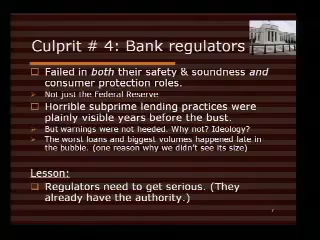 Culprit # 4: Bank regulators
Failed in both their safety & soundness and
consumer protection roles.
Not just the Federal Reserve
Horrible subprime lending practices were
plainly visible years before the bust.
But warnings were not heeded. Why not? Ideology?
The worst loans and biggest volumes happened late in
the bubble. (one reason why we didn't see its size)
Lesson:
Regulators need to get serious. (They
already have the authority.)